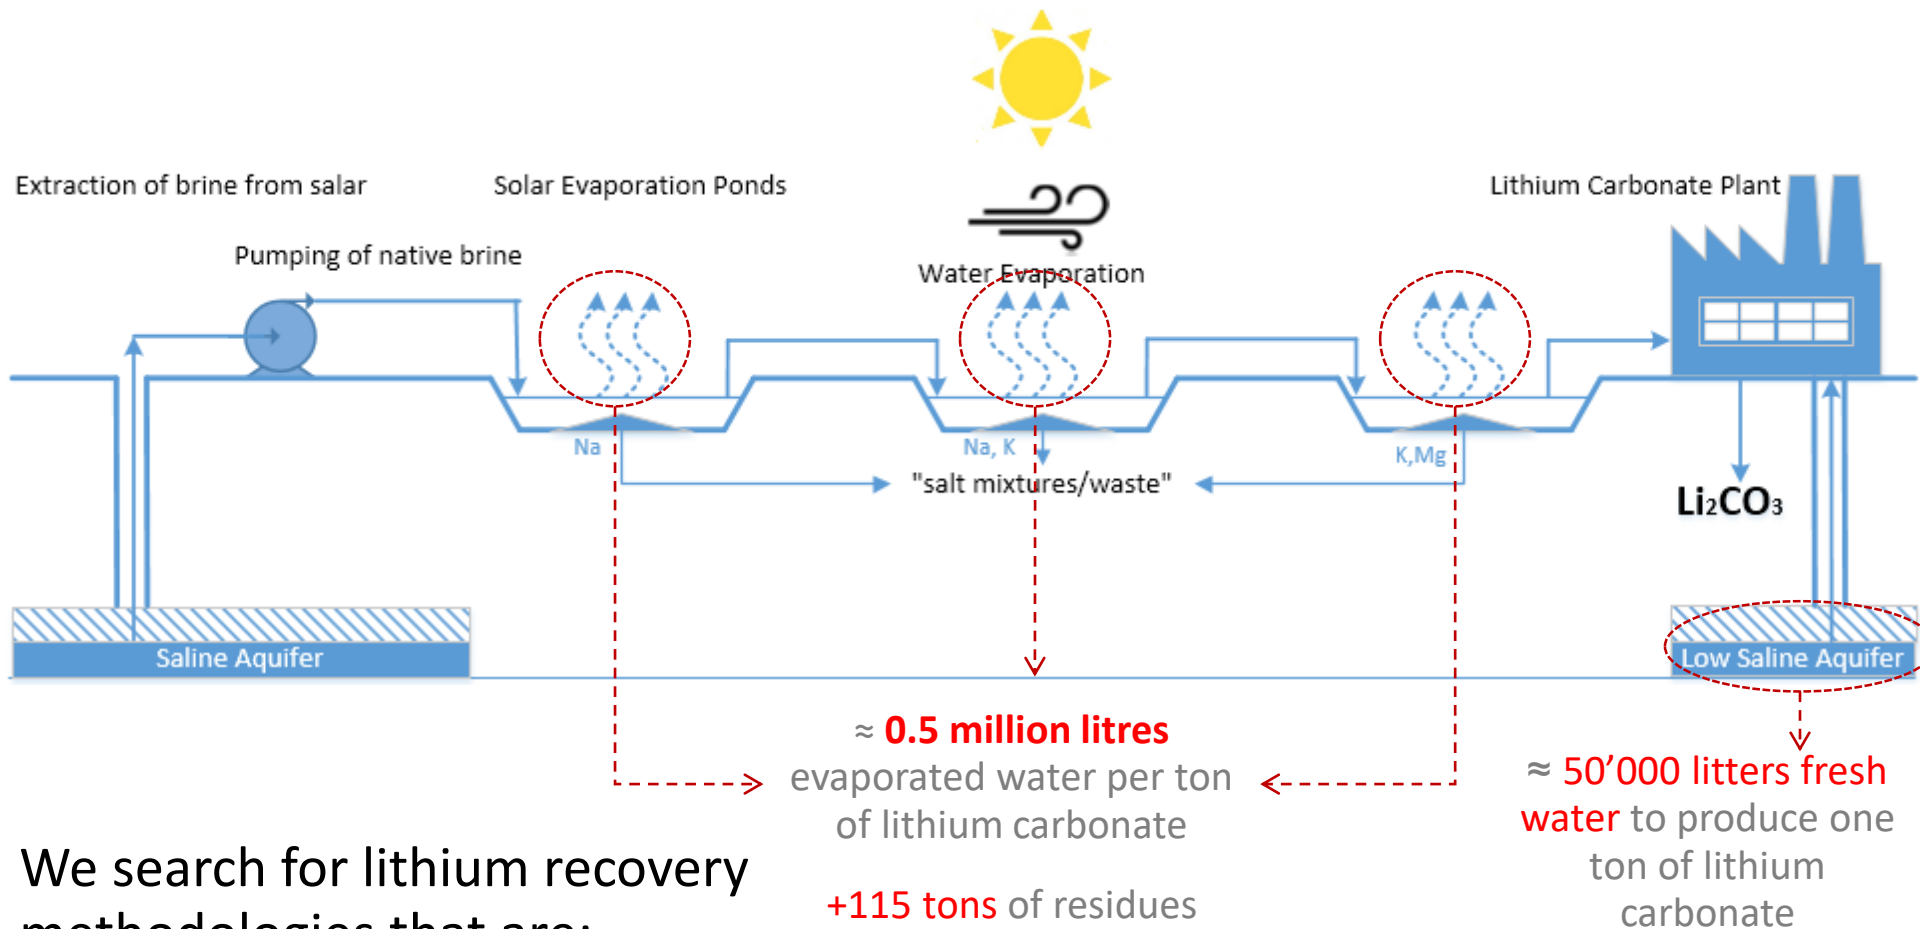 Extraction of brine from salar
Solar Evaporation Ponds
Lithium Carbonate Plant
Pumping of native brine
Water Evaporation
Na
Na, K
K,Mg
"salt mixtures/waste"
Li₂CO₃
Saline Aquifer
Low Saline Aquifer
≈ 0.5 million litres
evaporated water per ton
of lithium carbonate
+115 tons of residues
≈ 50’000 litters fresh
water to produce one
ton of lithium
carbonate
We search for lithium recovery
methodologies that are: